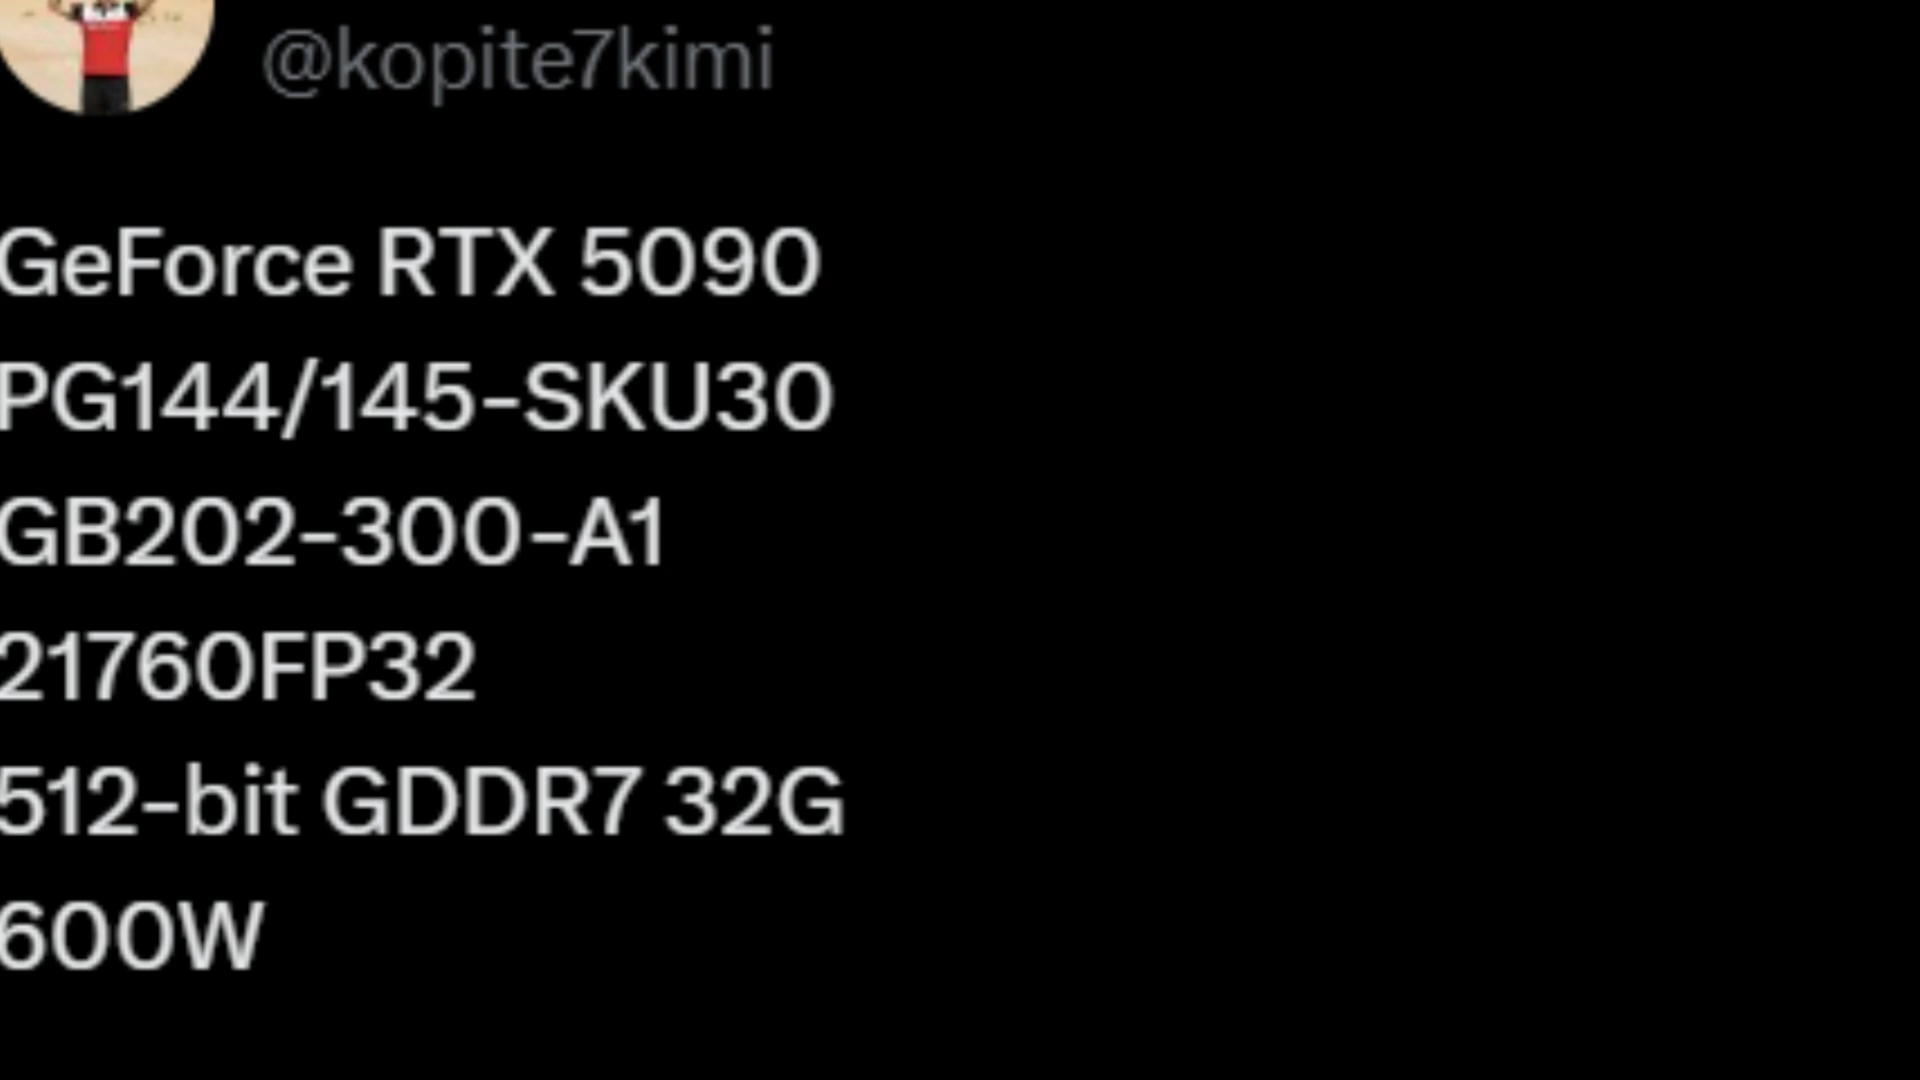 @kopite7kimi
GeForce RTX 5090
PG144/145-SKU30
GB202-300-A1
21760FP32
512-bit GDDR7 32G
600W